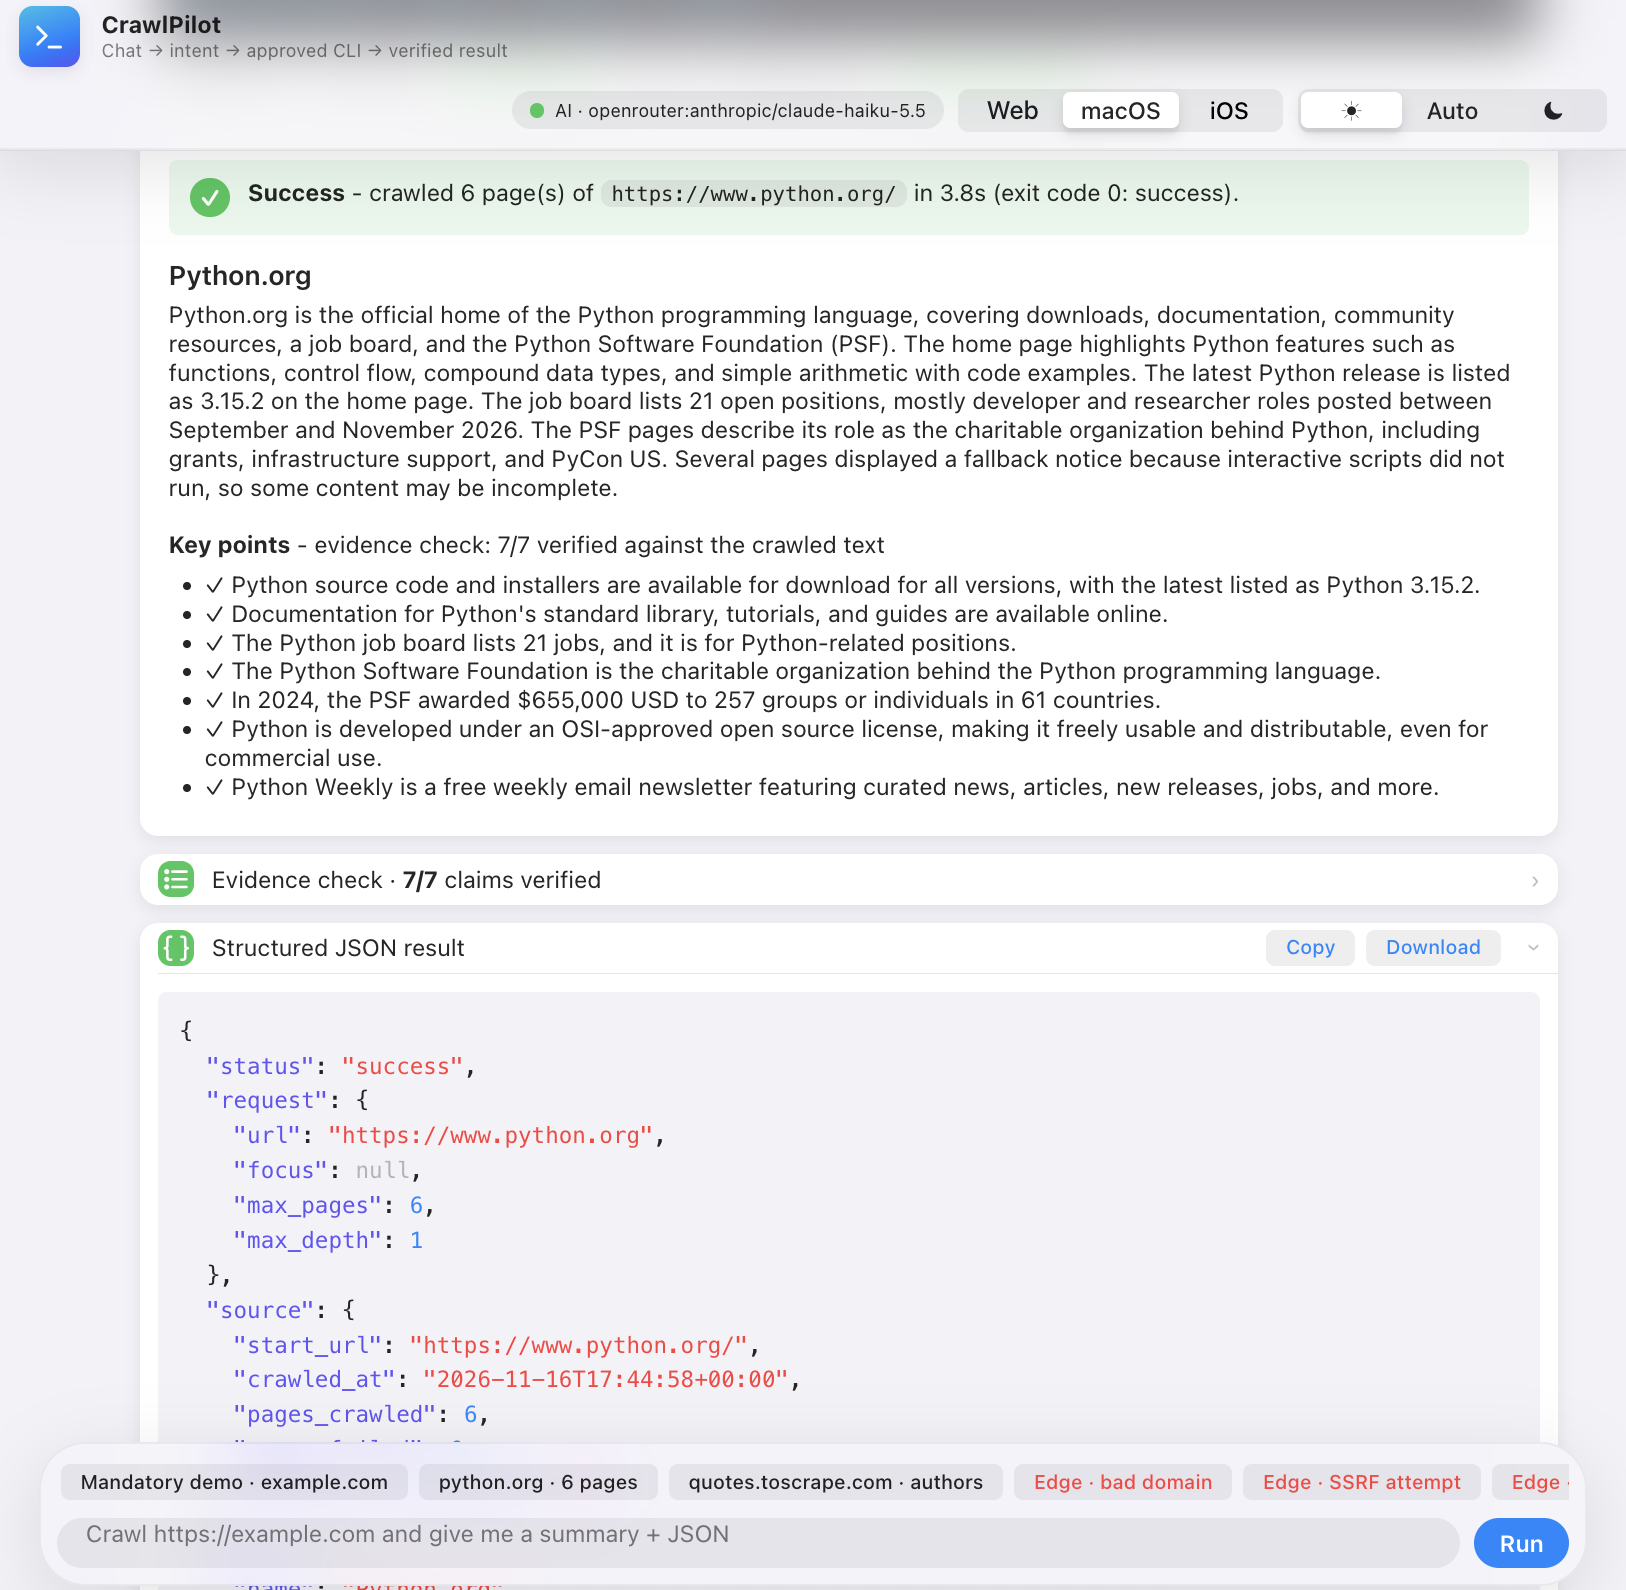 CrawlPilot
Chat → intent → approved CLI → verified result
AI · openrouter:anthropic/claude-haiku-5.5
Web macOS iOS
Auto
Success - crawled 6 page(s) of https://www.python.org/ in 3.8s (exit code 0: success).
Python.org
Python.org is the official home of the Python programming language, covering downloads, documentation, community
resources, a job board, and the Python Software Foundation (PSF). The home page highlights Python features such as
functions, control flow, compound data types, and simple arithmetic with code examples. The latest Python release is listed
as 3.15.2 on the home page. The job board lists 21 open positions, mostly developer and researcher roles posted between
September and November 2026. The PSF pages describe its role as the charitable organization behind Python, including
grants, infrastructure support, and PyCon US. Several pages displayed a fallback notice because interactive scripts did not
run, so some content may be incomplete.
Key points - evidence check: 7/7 verified against the crawled text
• ✓ Python source code and installers are available for download for all versions, with the latest listed as Python 3.15.2.
• ✓ Documentation for Python's standard library, tutorials, and guides are available online.
• ✓ The Python job board lists 21 jobs, and it is for Python-related positions.
• ✓ The Python Software Foundation is the charitable organization behind the Python programming language.
• ✓ In 2024, the PSF awarded $655,000 USD to 257 groups or individuals in 61 countries.
• ✓ Python is developed under an OSI-approved open source license, making it freely usable and distributable, even for
commercial use.
• ✓ Python Weekly is a free weekly email newsletter featuring curated news, articles, new releases, jobs, and more.
Evidence check · 7/7 claims verified
Structured JSON result
Copy
Download
{
"status": "success",
"request": {
"url": "https://www.python.org",
"focus": null,
"max_pages": 6,
"max_depth": 1
},
"source": {
"start_url": "https://www.python.org/",
"crawled_at": "2026-11-16T17:44:58+00:00",
"pages_crawled": 6,
Mandatory demo · example.com
python.org · 6 pages
quotes.toscrape.com · authors
Edge · bad domain
Edge · SSRF attempt
Edge ·
Crawl https://example.com and give me a summary + JSON
Run
"name": "Python.org"